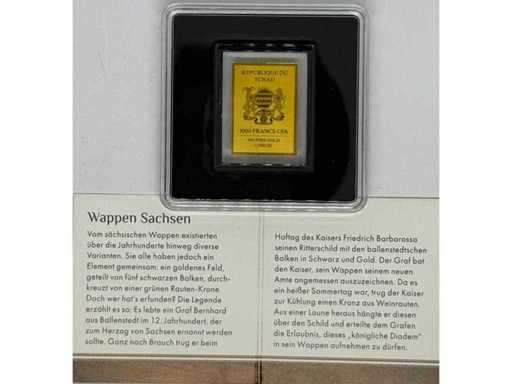 REPUBLIQUE DU
TCHAD
3000 FRANCS CFA
Wappen Sachsen
Vom sächsischen Wappen existierten
über die Jahrhunderte hinweg diverse
Varianten. Sie alle haben jedoch ein
Element gemeinsam: ein goldenes Feld,
geteilt von fünf schwarzen Balken, durch-
kreuzt von einer grünen Rauten-Krone.
Doch wer hat's erfunden? Die Legende
erzählt es so: Es lebte ein Graf Bernhard
aus Ballenstedt im 12. Jahrhundert, der
zum Herzog von Sachsen ernannt werden
sollte. Ganz nach Brauch trug er beim
Hoftag des Kaisers Friedrich Barbarossa
seinen Ritterschild mit den ballenstedtschen
Balken in Schwarz und Gold. Der Graf bat
den Kaiser, sein Wappen seinem neuen
Amte angemessen auszuzeichnen. Da es
ein heißer Sommertag war, trug der Kaiser
zur Kühlung einen Kranz aus Weinrauten.
Aus einer Laune heraus hängte er diesen
über den Schild und erteilte dem Grafen
die Erlaubnis, dieses „königliche Diadem"
in sein Wappen aufnehmen zu dürfen.